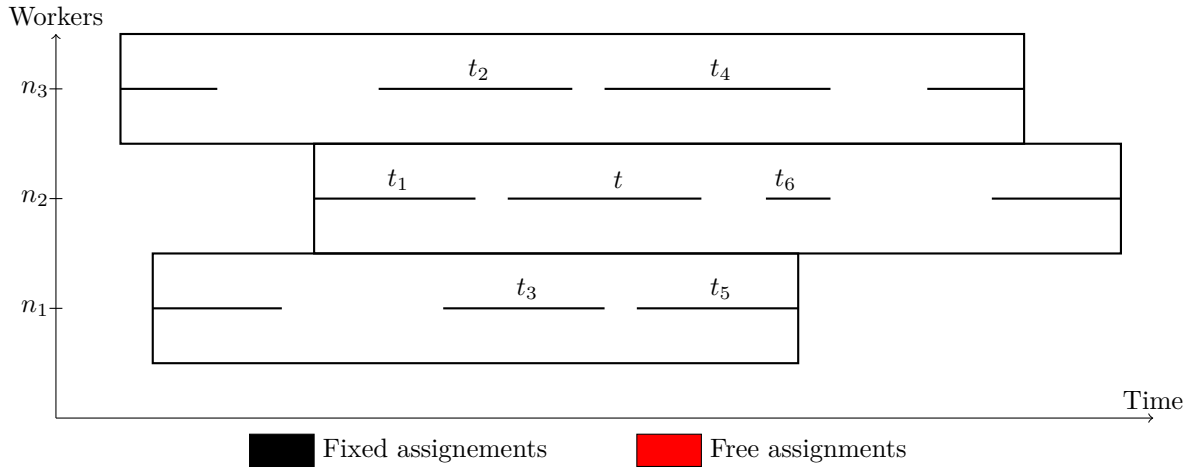 Workers
n3
t2 t4
n2
t1 t t6
n1
t3 t5
Time
Fixed assignements Free assignments